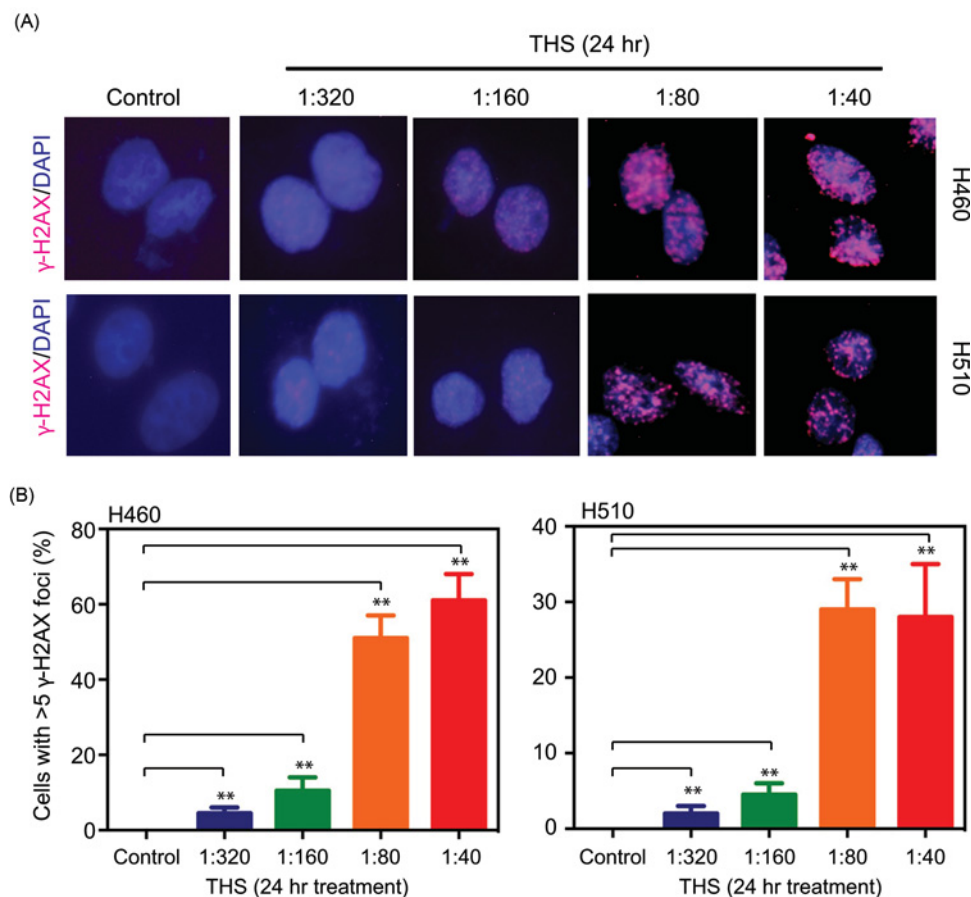 (A)
THS (24 hr)
Control 1:320 1:160 1:80 1:40
γ-H2AX/DAPI
H460
γ-H2AX/DAPI
H510
(B)
H460
Cells with >5 γ-H2AX foci (%)
80
60
40
20
0
** ** ** **
Control 1:320 1:160 1:80 1:40
THS (24 hr treatment)
H510
40
30
20
10
0
** ** ** **
Control 1:320 1:160 1:80 1:40
THS (24 hr treatment)